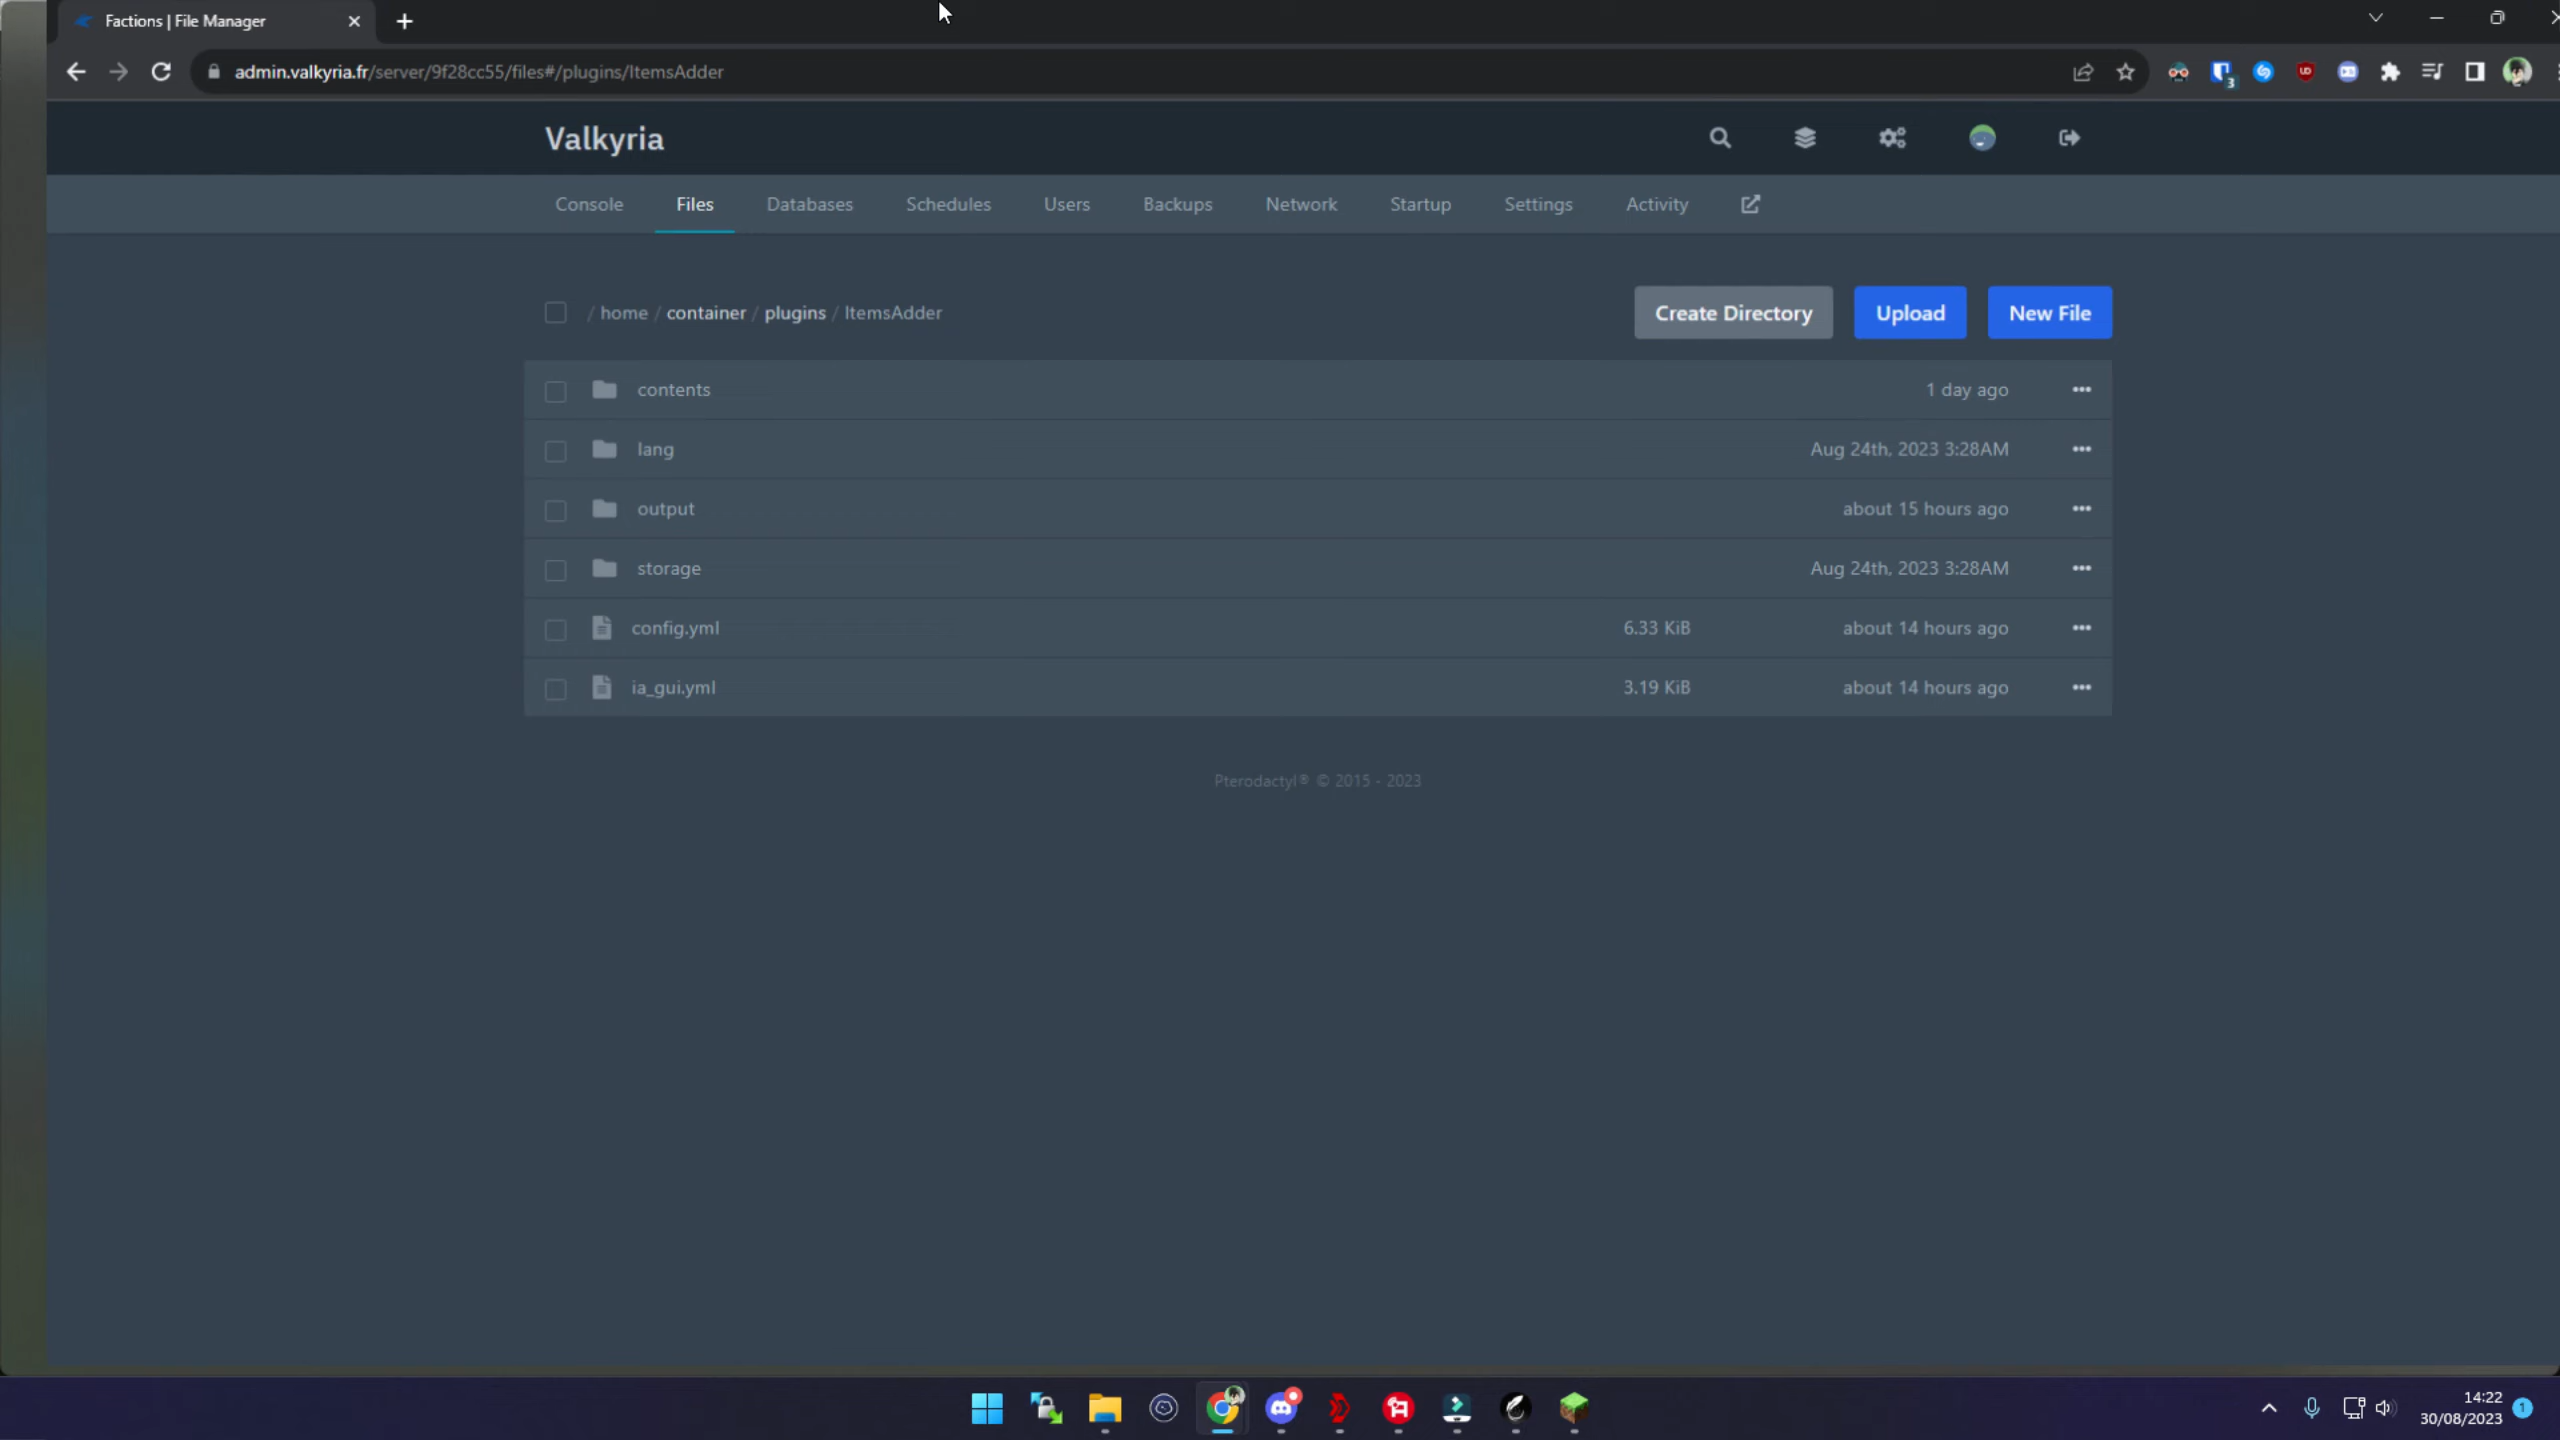 Factions | File Manager
admin.valkyria.fr/server/9f28cc55/files#/plugins/ItemsAdder
3
Valkyria
Console Files Databases Schedules Users Backups Network Startup Settings Activity
/ home / container / plugins / ItemsAdder
Create Directory Upload New File
contents 1 day ago
lang Aug 24th, 2023 3:28AM
output about 15 hours ago
storage Aug 24th, 2023 3:28AM
config.yml 6.33 KiB about 14 hours ago
ia_gui.yml 3.19 KiB about 14 hours ago
Pterodactyl® © 2015 - 2023
14:22
30/08/2023 1